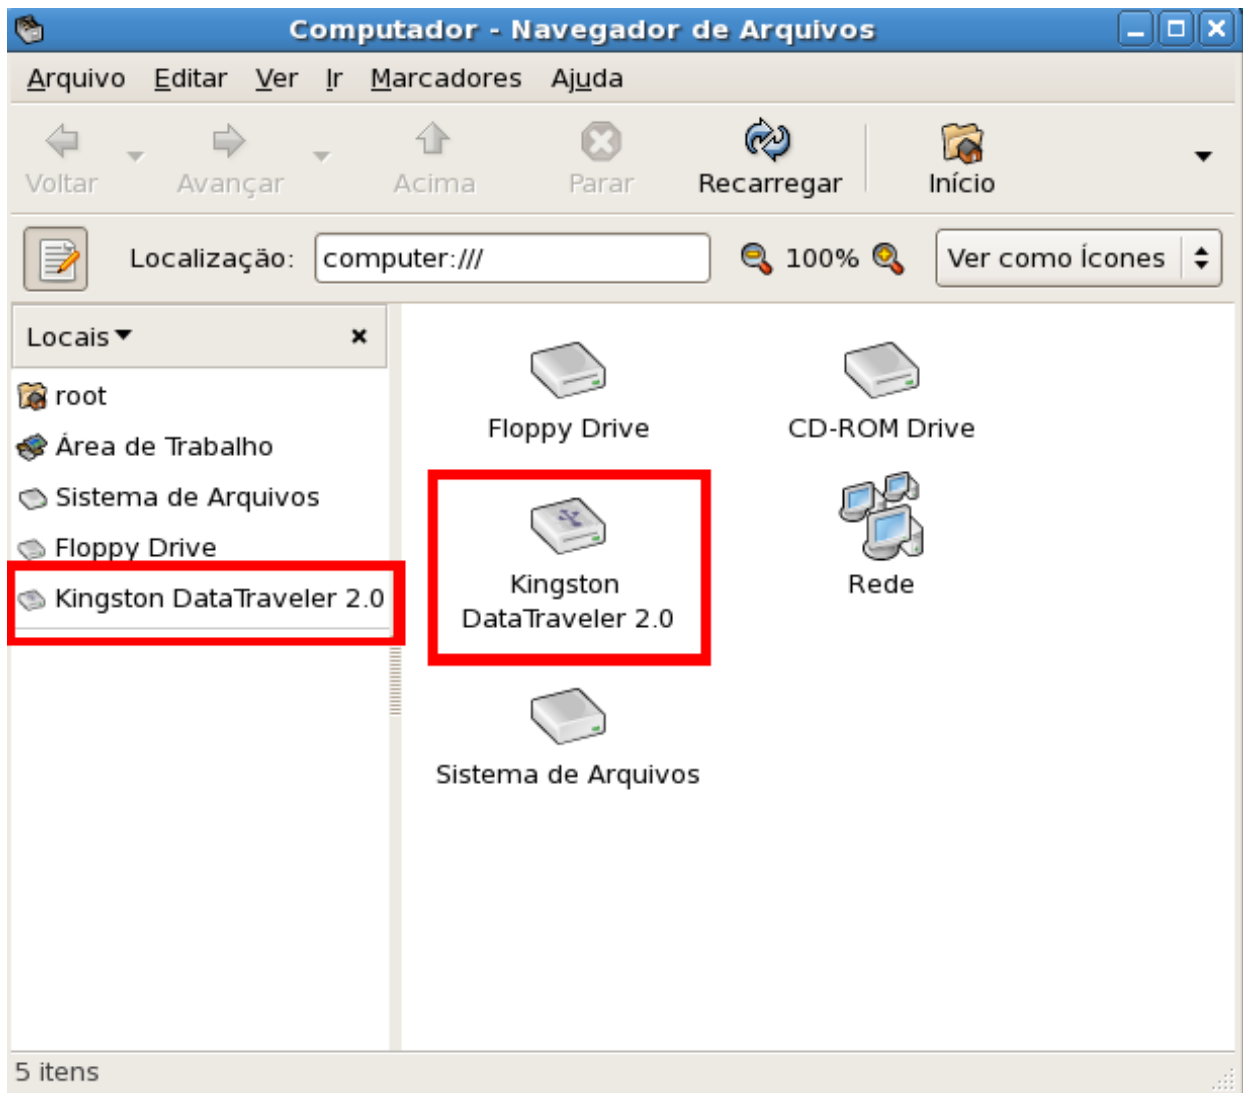 Computador - Navegador de Arquivos
Arquivo Editar Ver Ir Marcadores Ajuda
Voltar Avançar Acima Parar Recarregar Início
Localização: computer:/// 100% Ver como Ícones
Locais
root
Área de Trabalho
Sistema de Arquivos
Floppy Drive
Kingston DataTraveler 2.0
Floppy Drive
CD-ROM Drive
Kingston
DataTraveler 2.0
Rede
Sistema de Arquivos
5 itens